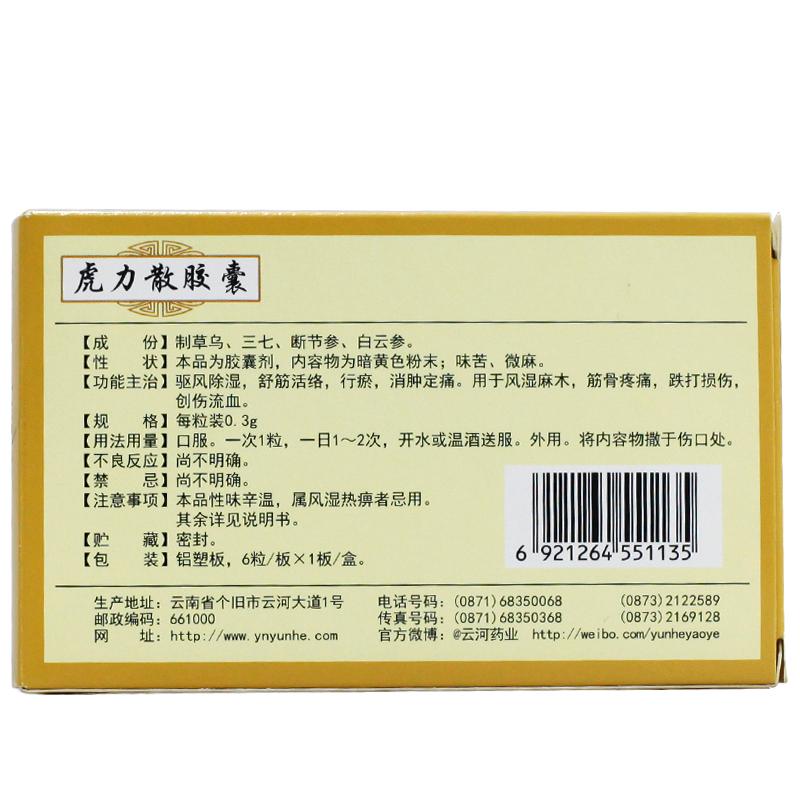 虎力散胶囊
【成　份】制草乌、三七、断节参、白云参。
【性　状】本品为胶囊剂，内容物为暗黄色粉末；味苦、微麻。
【功能主治】驱风除湿，舒筋活络，行瘀，消肿定痛。用于风湿麻木，筋骨疼痛，跌打损伤，
创伤流血。
【规　格】每粒装0.3g
【用法用量】口服。一次1粒，一日1～2次，开水或温酒送服。外用。将内容物撒于伤口处。
【不良反应】尚不明确。
【禁　忌】尚不明确。
【注意事项】本品性味辛温，属风湿热痹者忌用。
其余详见说明书。
【贮　藏】密封。
【包　装】铝塑板，6粒/板×1板/盒。
6 921264 551135
生产地址：云南省个旧市云河大道1号 电话号码：(0871)68350068 (0873)2122589
邮政编码：661000 传真号码：(0871)68350368 (0873)2169128
网　址：http://www.ynyunhe.com 官方微博：@云河药业 http://weibo.com/yunheyaoye